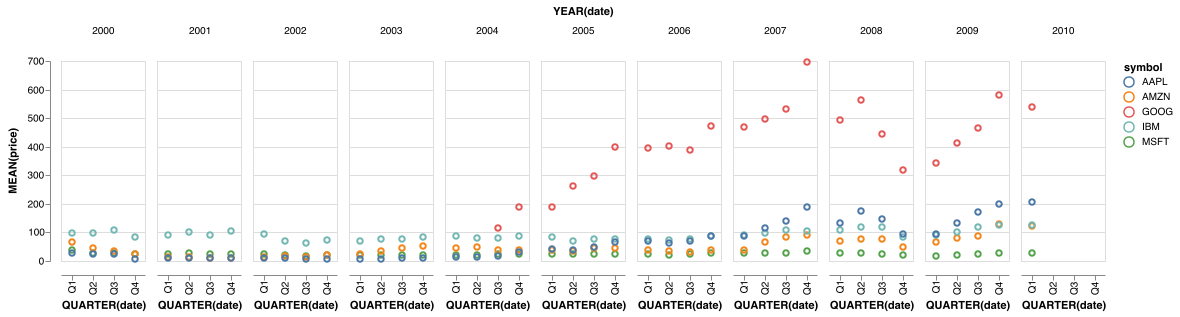 YEAR(date)
2000 2001 2002 2003 2004 2005 2006 2007 2008 2009 2010
MEAN(price)
700
600
500
400
300
200
100
0
Q1 Q2 Q3 Q4 Q1 Q2 Q3 Q4 Q1 Q2 Q3 Q4 Q1 Q2 Q3 Q4 Q1 Q2 Q3 Q4 Q1 Q2 Q3 Q4 Q1 Q2 Q3 Q4 Q1 Q2 Q3 Q4 Q1 Q2 Q3 Q4 Q1 Q2 Q3 Q4 Q1 Q2 Q3 Q4
QUARTER(date) QUARTER(date) QUARTER(date) QUARTER(date) QUARTER(date) QUARTER(date) QUARTER(date) QUARTER(date) QUARTER(date) QUARTER(date) QUARTER(date)
symbol
AAPL
AMZN
GOOG
IBM
MSFT